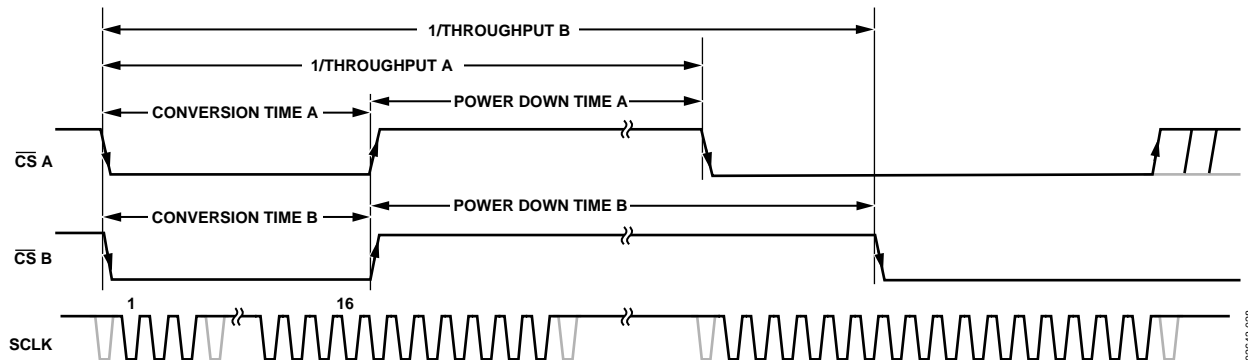 1/THROUGHPUT B
1/THROUGHPUT A
CONVERSION TIME A
POWER DOWN TIME A
CS A
CONVERSION TIME B
POWER DOWN TIME B
CS B
1
16
SCLK